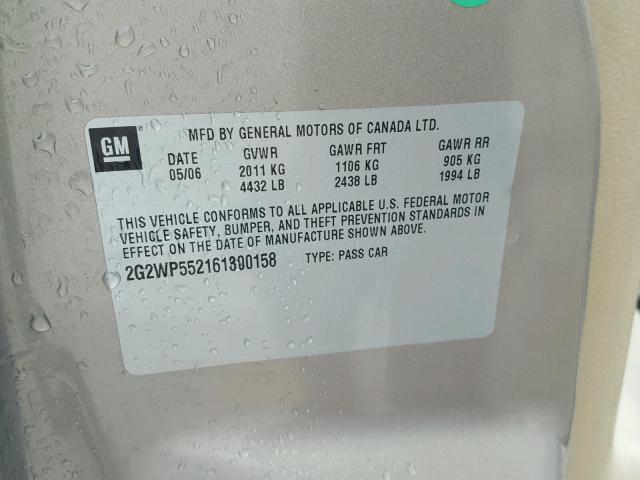 GM
MFD BY GENERAL MOTORS OF CANADA LTD.
DATE GVWR GAWR FRT GAWR RR
05/06 2011 KG 1106 KG 905 KG
4432 LB 2438 LB 1994 LB
THIS VEHICLE CONFORMS TO ALL APPLICABLE U.S. FEDERAL MOTOR
VEHICLE SAFETY, BUMPER, AND THEFT PREVENTION STANDARDS IN
EFFECT ON THE DATE OF MANUFACTURE SHOWN ABOVE.
2G2WP552161300158 TYPE: PASS CAR